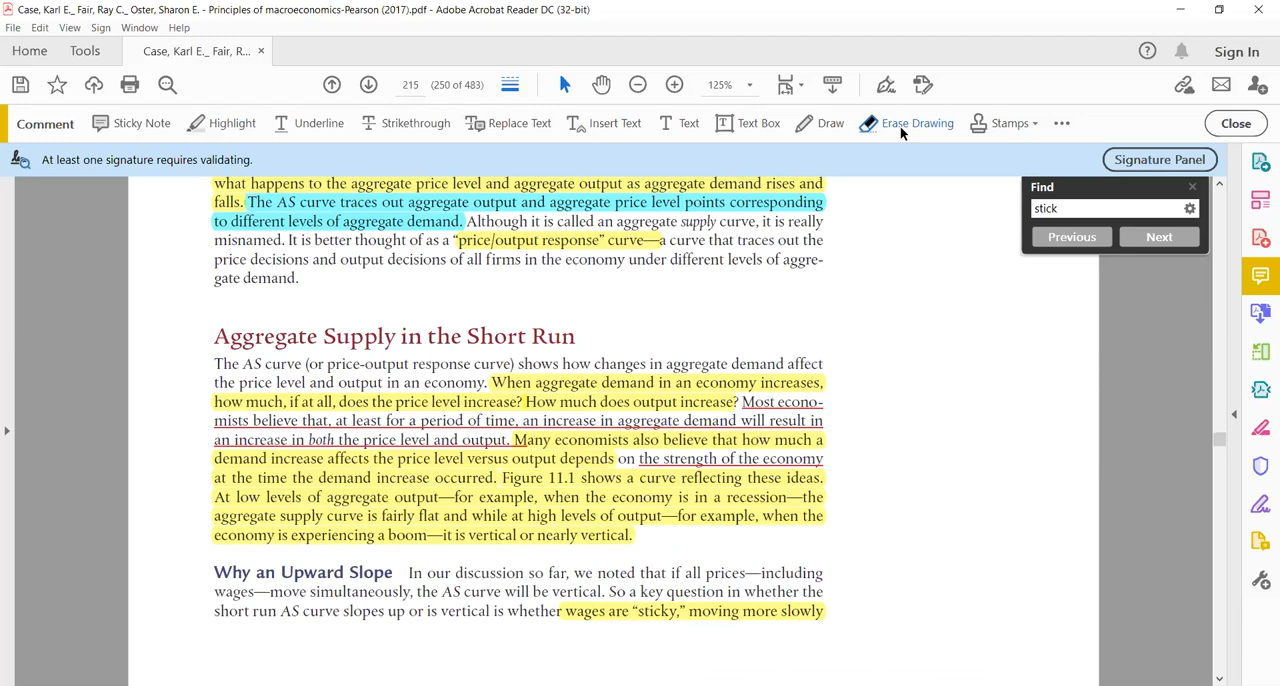 Case, Karl E._ Fair, Ray C._ Oster, Sharon E. - Principles of macroeconomics-Pearson (2017).pdf - Adobe Acrobat Reader DC (32-bit)
File Edit View Sign Window Help
Home Tools Case, Karl E._ Fair, R... × Sign In
215 (250 of 483) 125%
Comment Sticky Note Highlight Underline Strikethrough Replace Text Insert Text Text Text Box Draw Erase Drawing Stamps Close
At least one signature requires validating. Signature Panel
what happens to the aggregate price level and aggregate output as aggregate demand rises and
falls. The AS curve traces out aggregate output and aggregate price level points corresponding
to different levels of aggregate demand. Although it is called an aggregate supply curve, it is really
misnamed. It is better thought of as a “price/output response” curve—a curve that traces out the
price decisions and output decisions of all firms in the economy under different levels of aggre-
gate demand.
Find
stick
Previous Next
Aggregate Supply in the Short Run
The AS curve (or price-output response curve) shows how changes in aggregate demand affect
the price level and output in an economy. When aggregate demand in an economy increases,
how much, if at all, does the price level increase? How much does output increase? Most econo-
mists believe that, at least for a period of time, an increase in aggregate demand will result in
an increase in both the price level and output. Many economists also believe that how much a
demand increase affects the price level versus output depends on the strength of the economy
at the time the demand increase occurred. Figure 11.1 shows a curve reflecting these ideas.
At low levels of aggregate output—for example, when the economy is in a recession—the
aggregate supply curve is fairly flat and while at high levels of output—for example, when the
economy is experiencing a boom—it is vertical or nearly vertical.
Why an Upward Slope In our discussion so far, we noted that if all prices—including
wages—move simultaneously, the AS curve will be vertical. So a key question in whether the
short run AS curve slopes up or is vertical is whether wages are “sticky,” moving more slowly